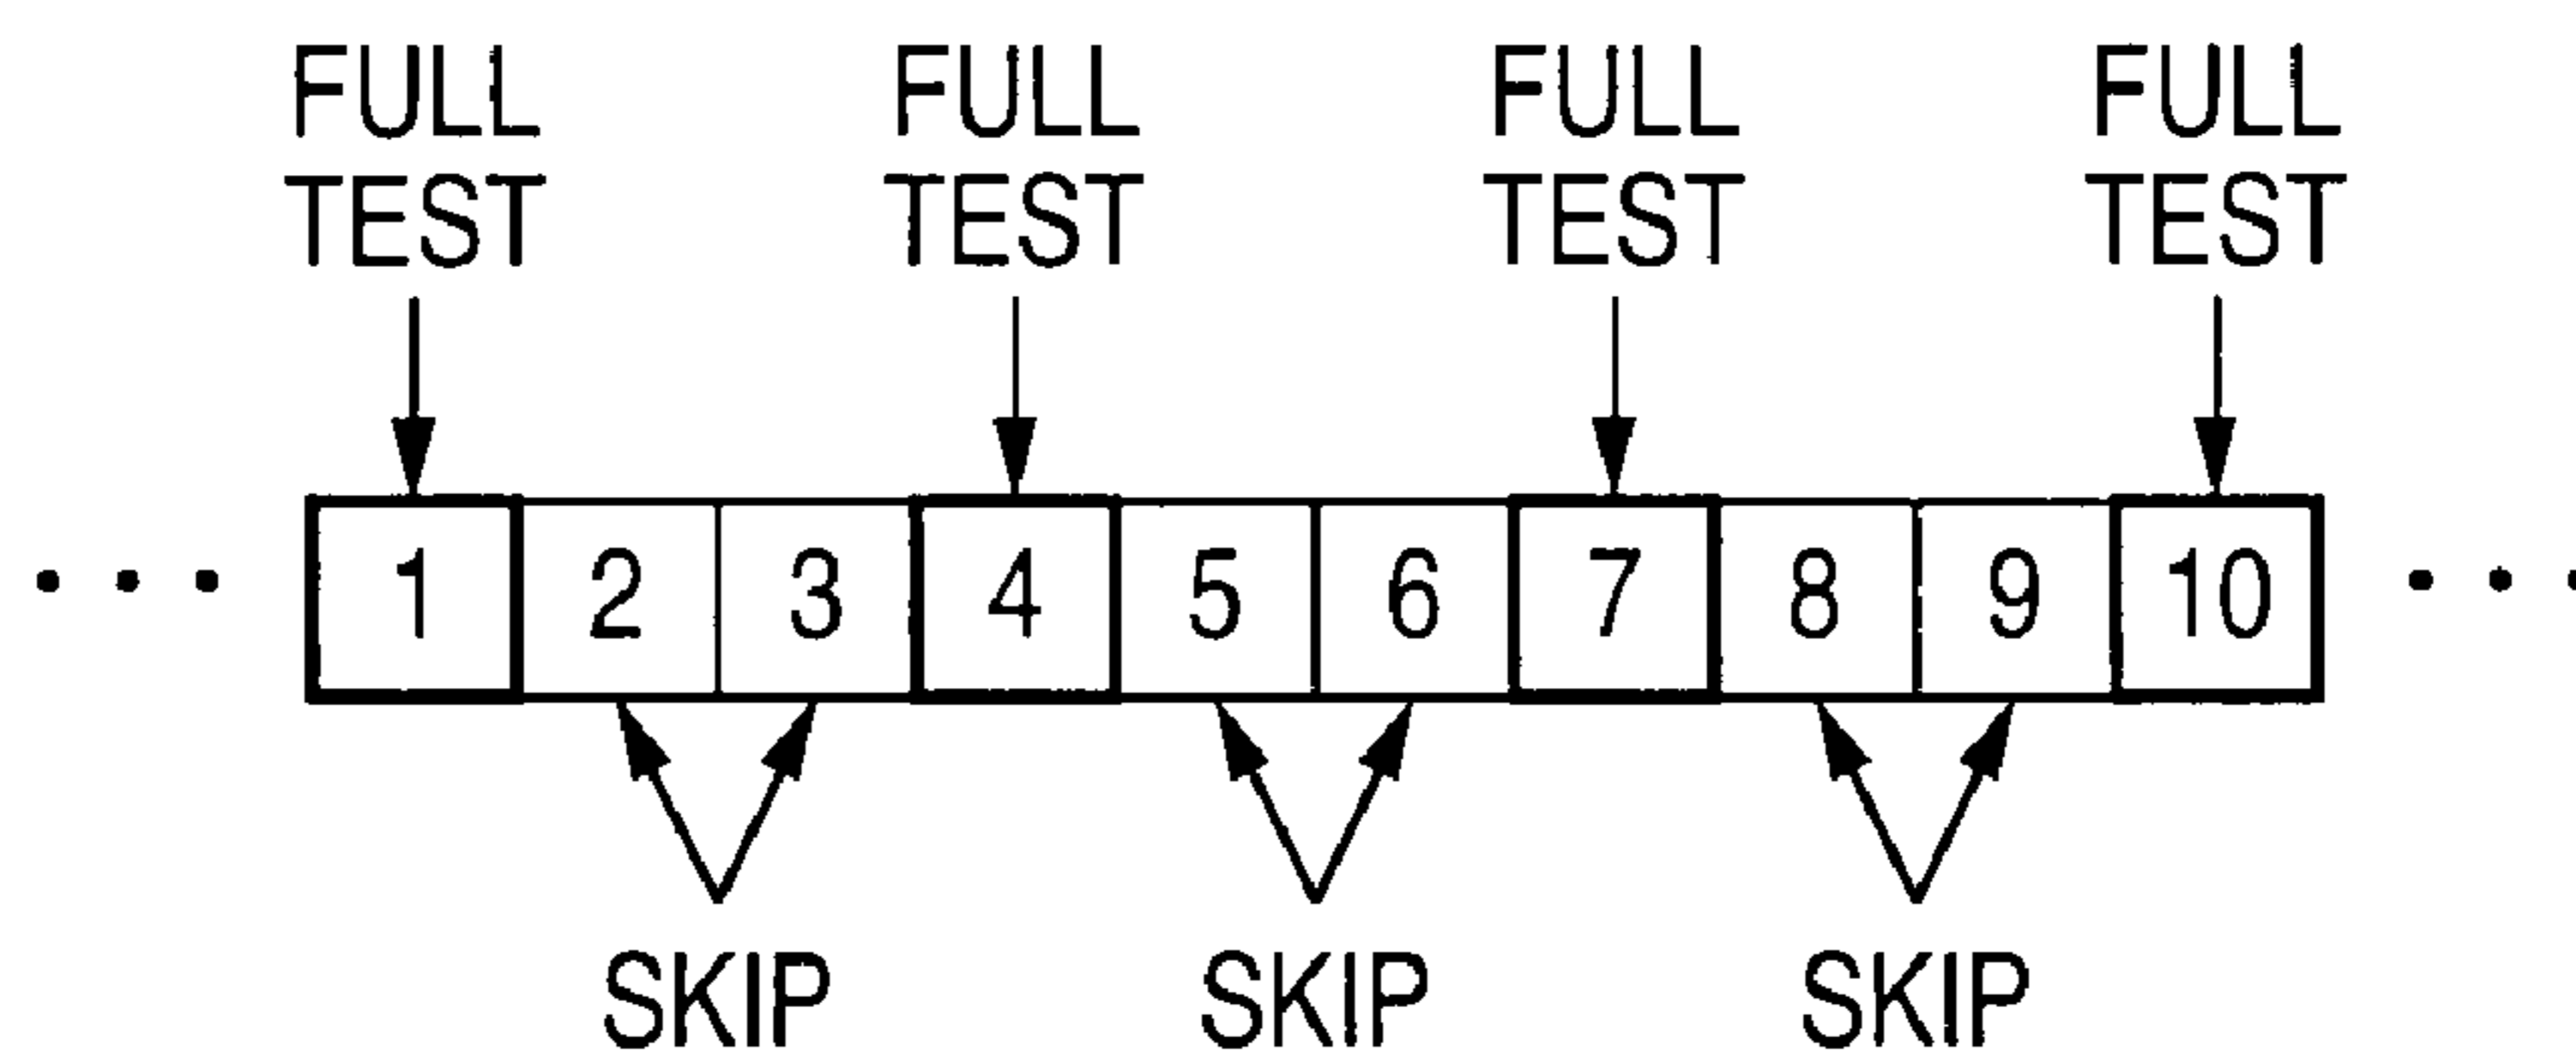 FULL FULL FULL FULL
TEST TEST TEST TEST
. . . 1 2 3 4 5 6 7 8 9 10 . . .
SKIP SKIP SKIP